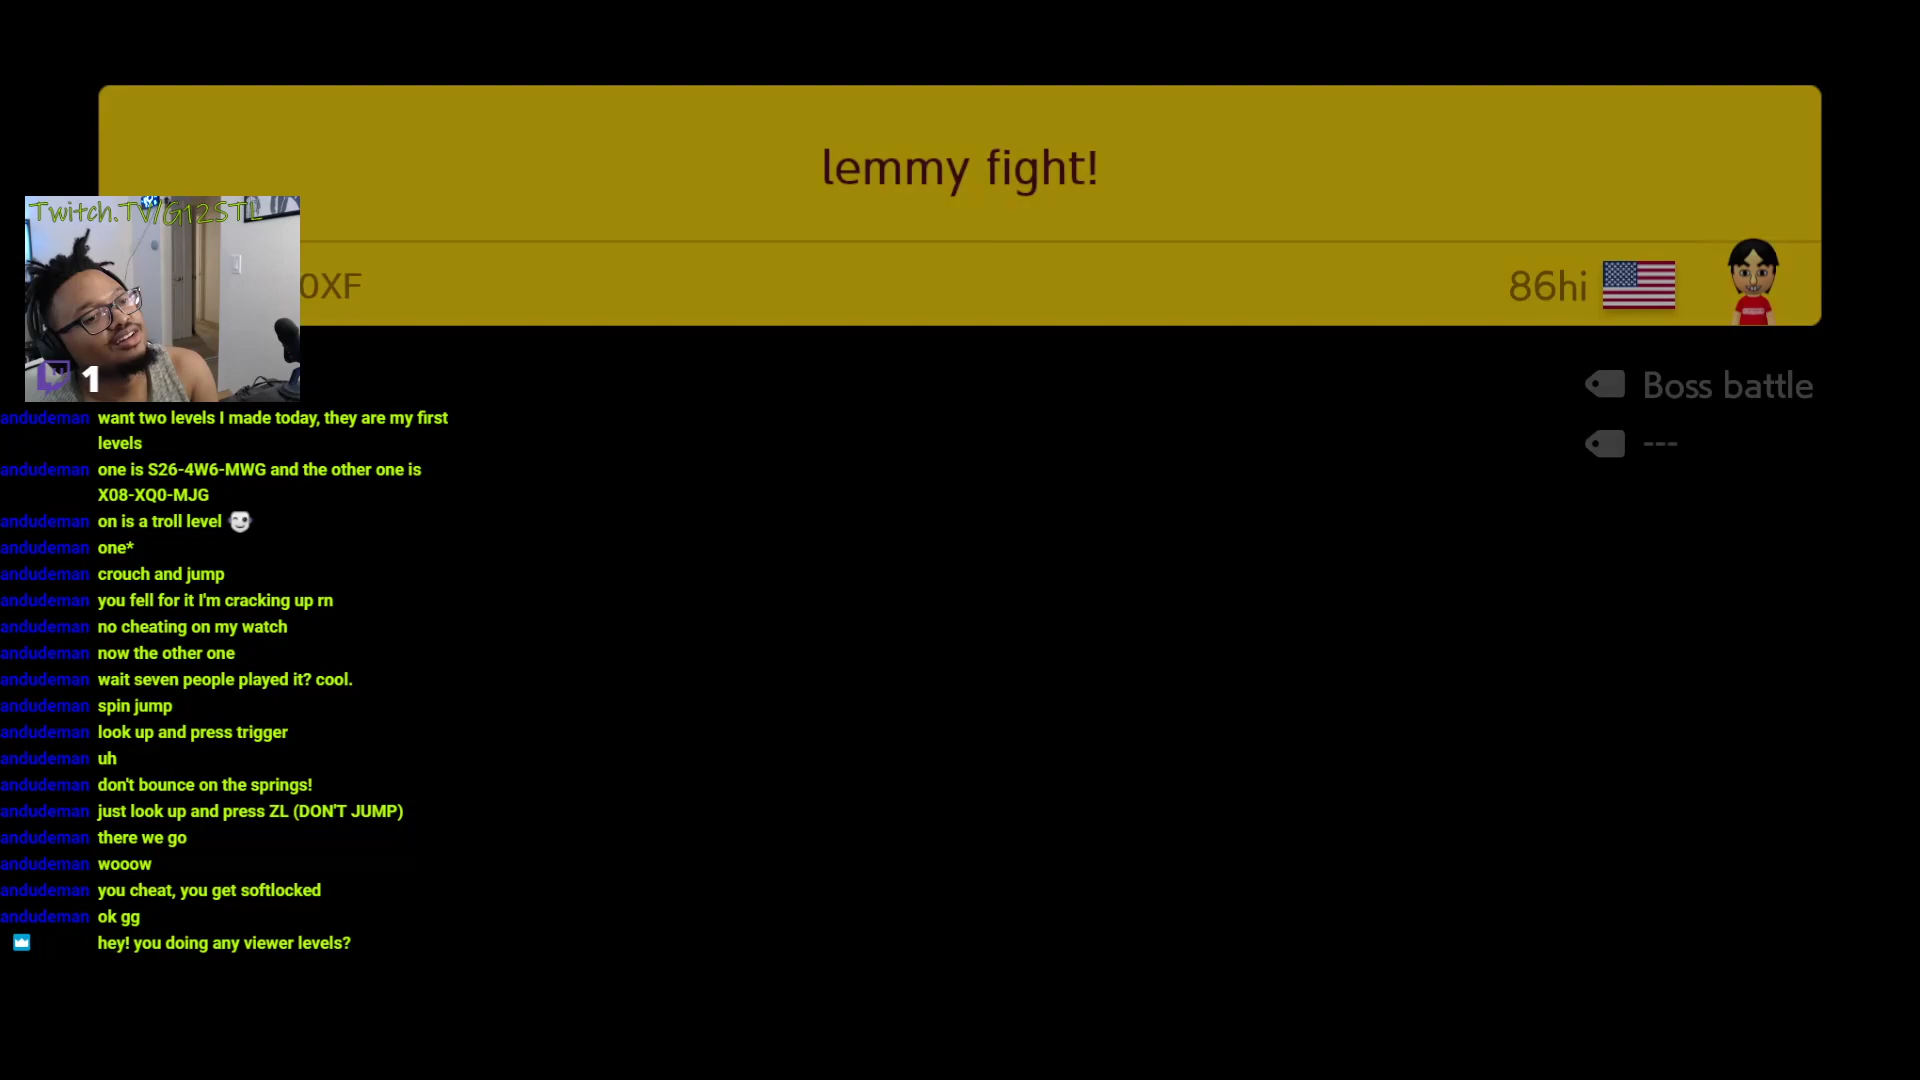 lemmy fight!
Twitch.TV/G12STL
0XF
86hi
1
Boss battle
---
andudeman want two levels I made today, they are my first
levels
andudeman one is S26-4W6-MWG and the other one is
X08-XQ0-MJG
andudeman on is a troll level
andudeman one*
andudeman crouch and jump
andudeman you fell for it I'm cracking up rn
andudeman no cheating on my watch
andudeman now the other one
andudeman wait seven people played it? cool.
andudeman spin jump
andudeman look up and press trigger
andudeman uh
andudeman don't bounce on the springs!
andudeman just look up and press ZL (DON'T JUMP)
andudeman there we go
andudeman wooow
andudeman you cheat, you get softlocked
andudeman ok gg
hey! you doing any viewer levels?